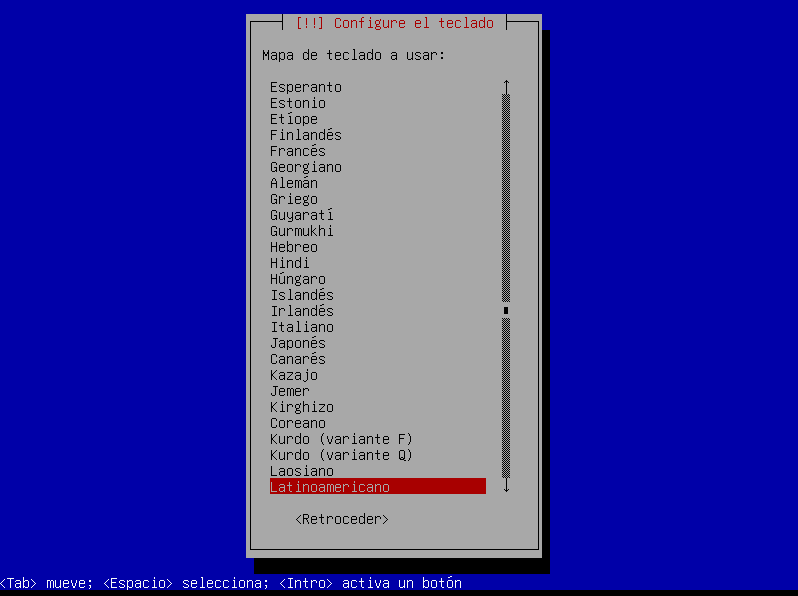 [!!] Configure el teclado
Mapa de teclado a usar:
Esperanto
Estonio
Etíope
Finlandés
Francés
Georgiano
Alemán
Griego
Guyaratí
Gurmukhi
Hebreo
Hindi
Húngaro
Islandés
Irlandés
Italiano
Japonés
Canarés
Kazajo
Jemer
Kirghizo
Coreano
Kurdo (variante F)
Kurdo (variante Q)
Laosiano
Latinoamericano
<Retroceder>
<Tab> mueve; <Espacio> selecciona; <Intro> activa un botón